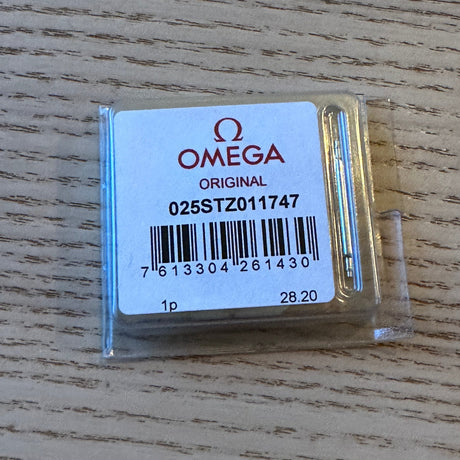 Ω
OMEGA
ORIGINAL
025STZ011747
7 613304 261430
1p 28.20